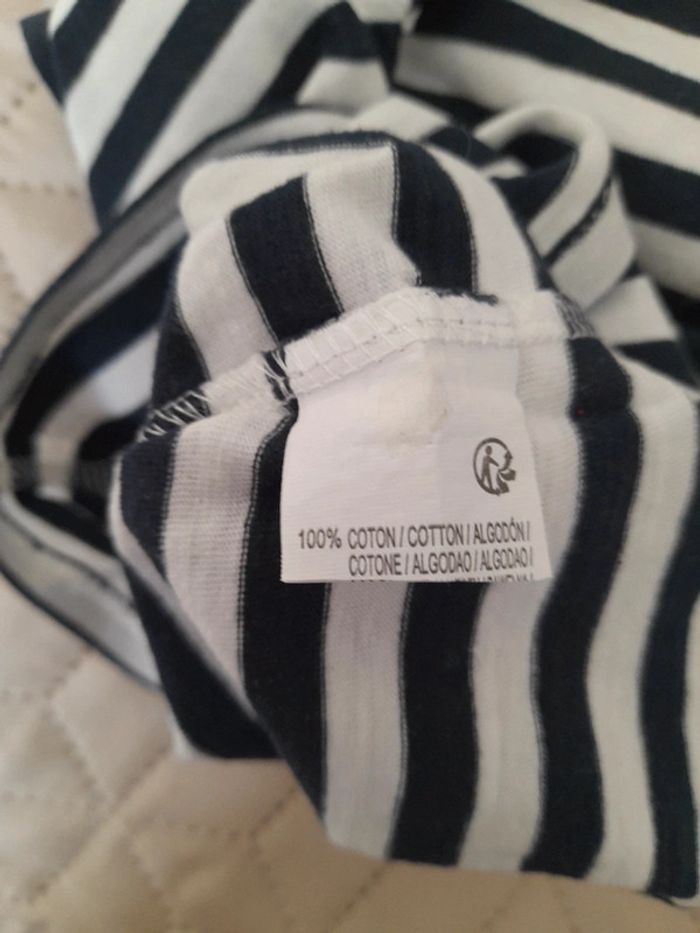 100% COTON / COTTON / ALGODÓN /
COTONE / ALGODAO / ALGODAO /